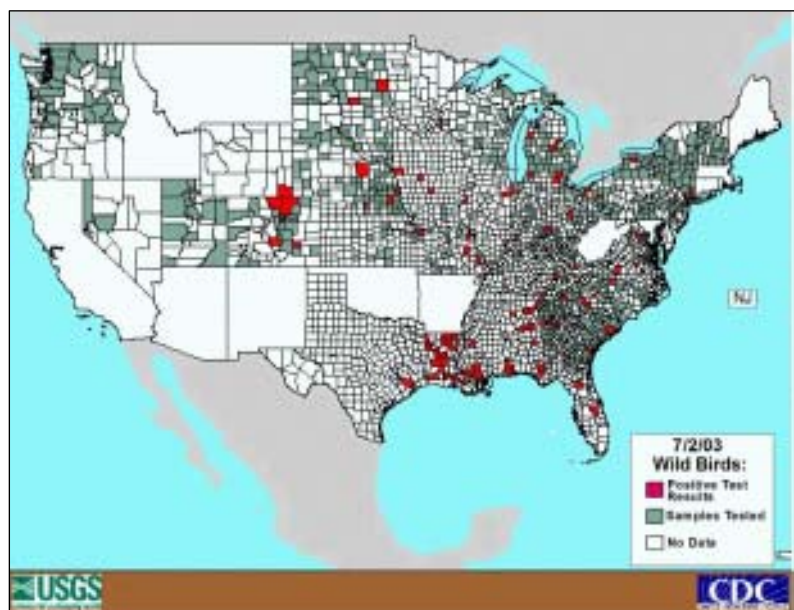 NJ
7/2/03
Wild Birds:
Positive Test
Results
Samples Tested
No Data
USGS
CDC